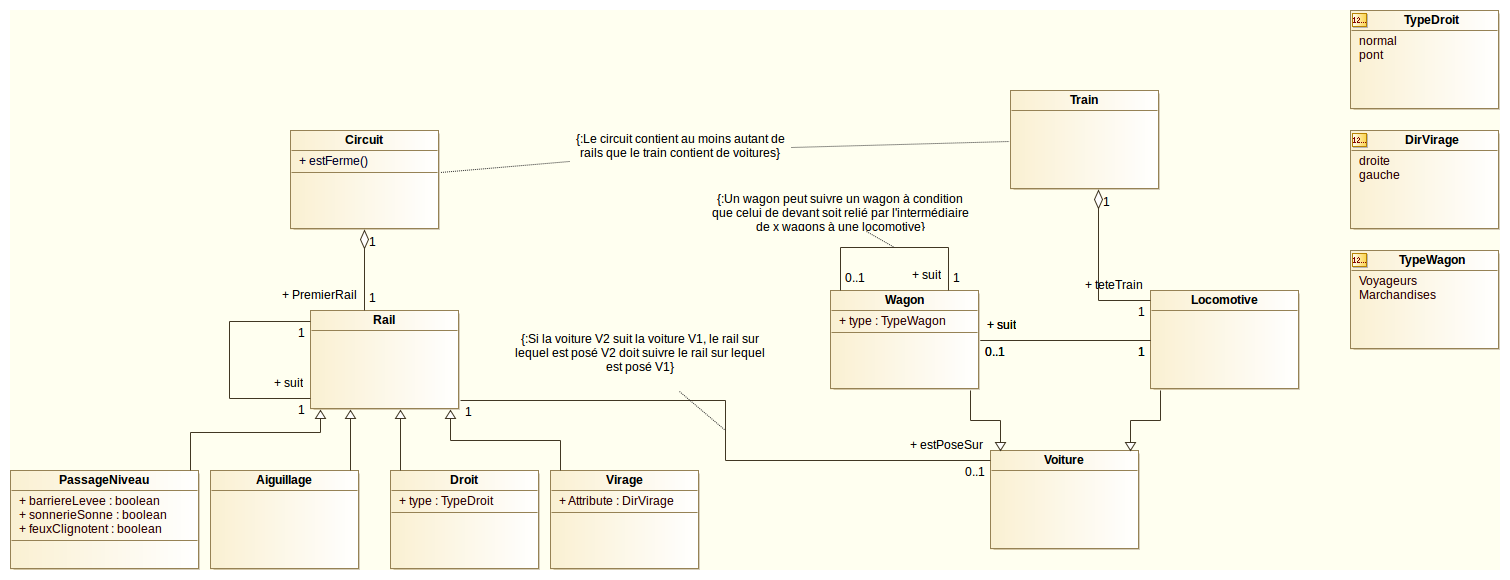 12...
TypeDroit
normal
pont
Train
Circuit
+ estFerme()
{:Le circuit contient au moins autant de
rails que le train contient de voitures}
12...
DirVirage
droite
gauche
1
{:Un wagon peut suivre un wagon à condition
que celui de devant soit relié par l'intermédiaire
de x wagons à une locomotive}
1
12...
TypeWagon
Voyageurs
Marchandises
0..1
+ suit
1
+ teteTrain
1
+ PremierRail
1
Wagon
+ type : TypeWagon
Locomotive
Rail
1
+ suit
1
+ suit
0..1
1
{:Si la voiture V2 suit la voiture V1, le rail sur
lequel est posé V2 doit suivre le rail sur lequel
est posé V1}
1
+ estPoseSur
0..1
Voiture
PassageNiveau
+ barriereLevee : boolean
+ sonnerieSonne : boolean
+ feuxClignotent : boolean
Aiguillage
Droit
+ type : TypeDroit
Virage
+ Attribute : DirVirage